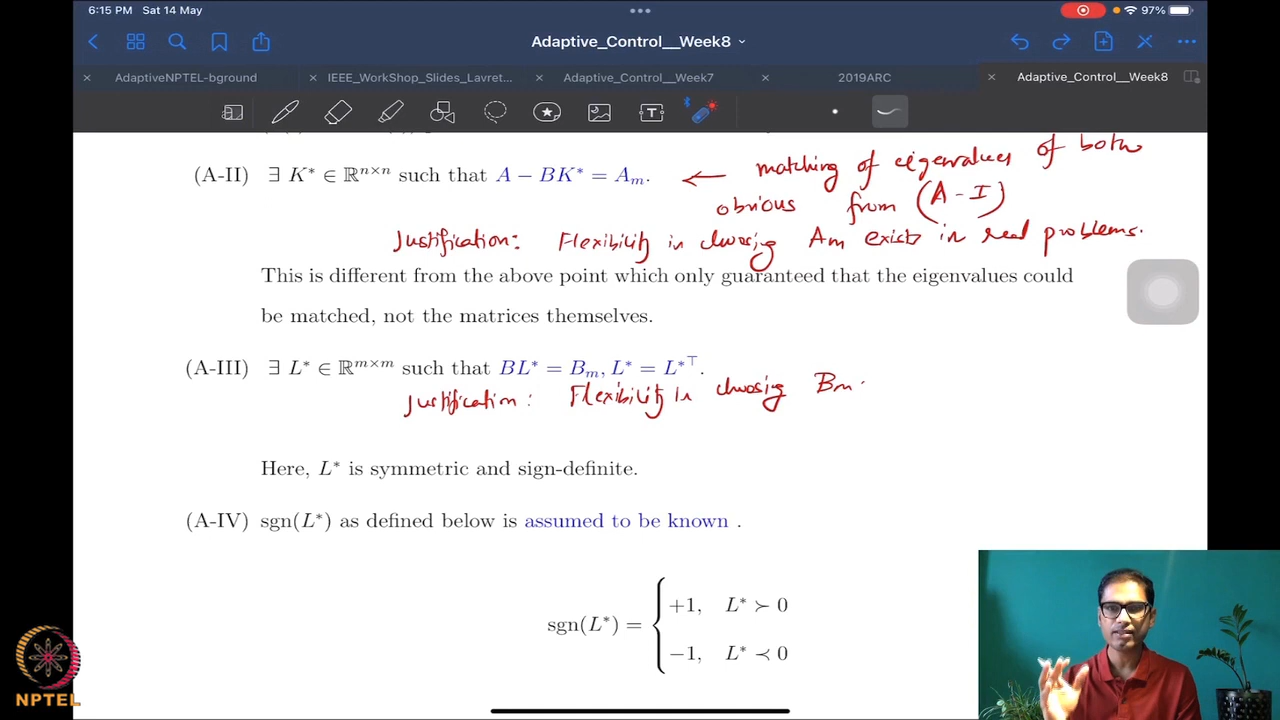 6:15 PM Sat 14 May
97%
Adaptive_Control__Week8
AdaptiveNPTEL-bground
IEEE_WorkShop_Slides_Lavret...
Adaptive_Control__Week7
2019ARC
Adaptive_Control__Week8
(A-II) ∃ K* ∈ ℝⁿˣⁿ such that A − BK* = Aₘ. ← matching of eigenvalues of both
obvious from (A-I)
Justification: Flexibility in choosing Am exists in real problems.
This is different from the above point which only guaranteed that the eigenvalues could
be matched, not the matrices themselves.
(A-III) ∃ L* ∈ ℝᵐˣᵐ such that BL* = Bₘ, L* = L*⊤.
Justification: Flexibility in choosing Bm.
Here, L* is symmetric and sign-definite.
(A-IV) sgn(L*) as defined below is assumed to be known .
sgn(L*) = { +1, L* ≻ 0
−1, L* ≺ 0
NPTEL